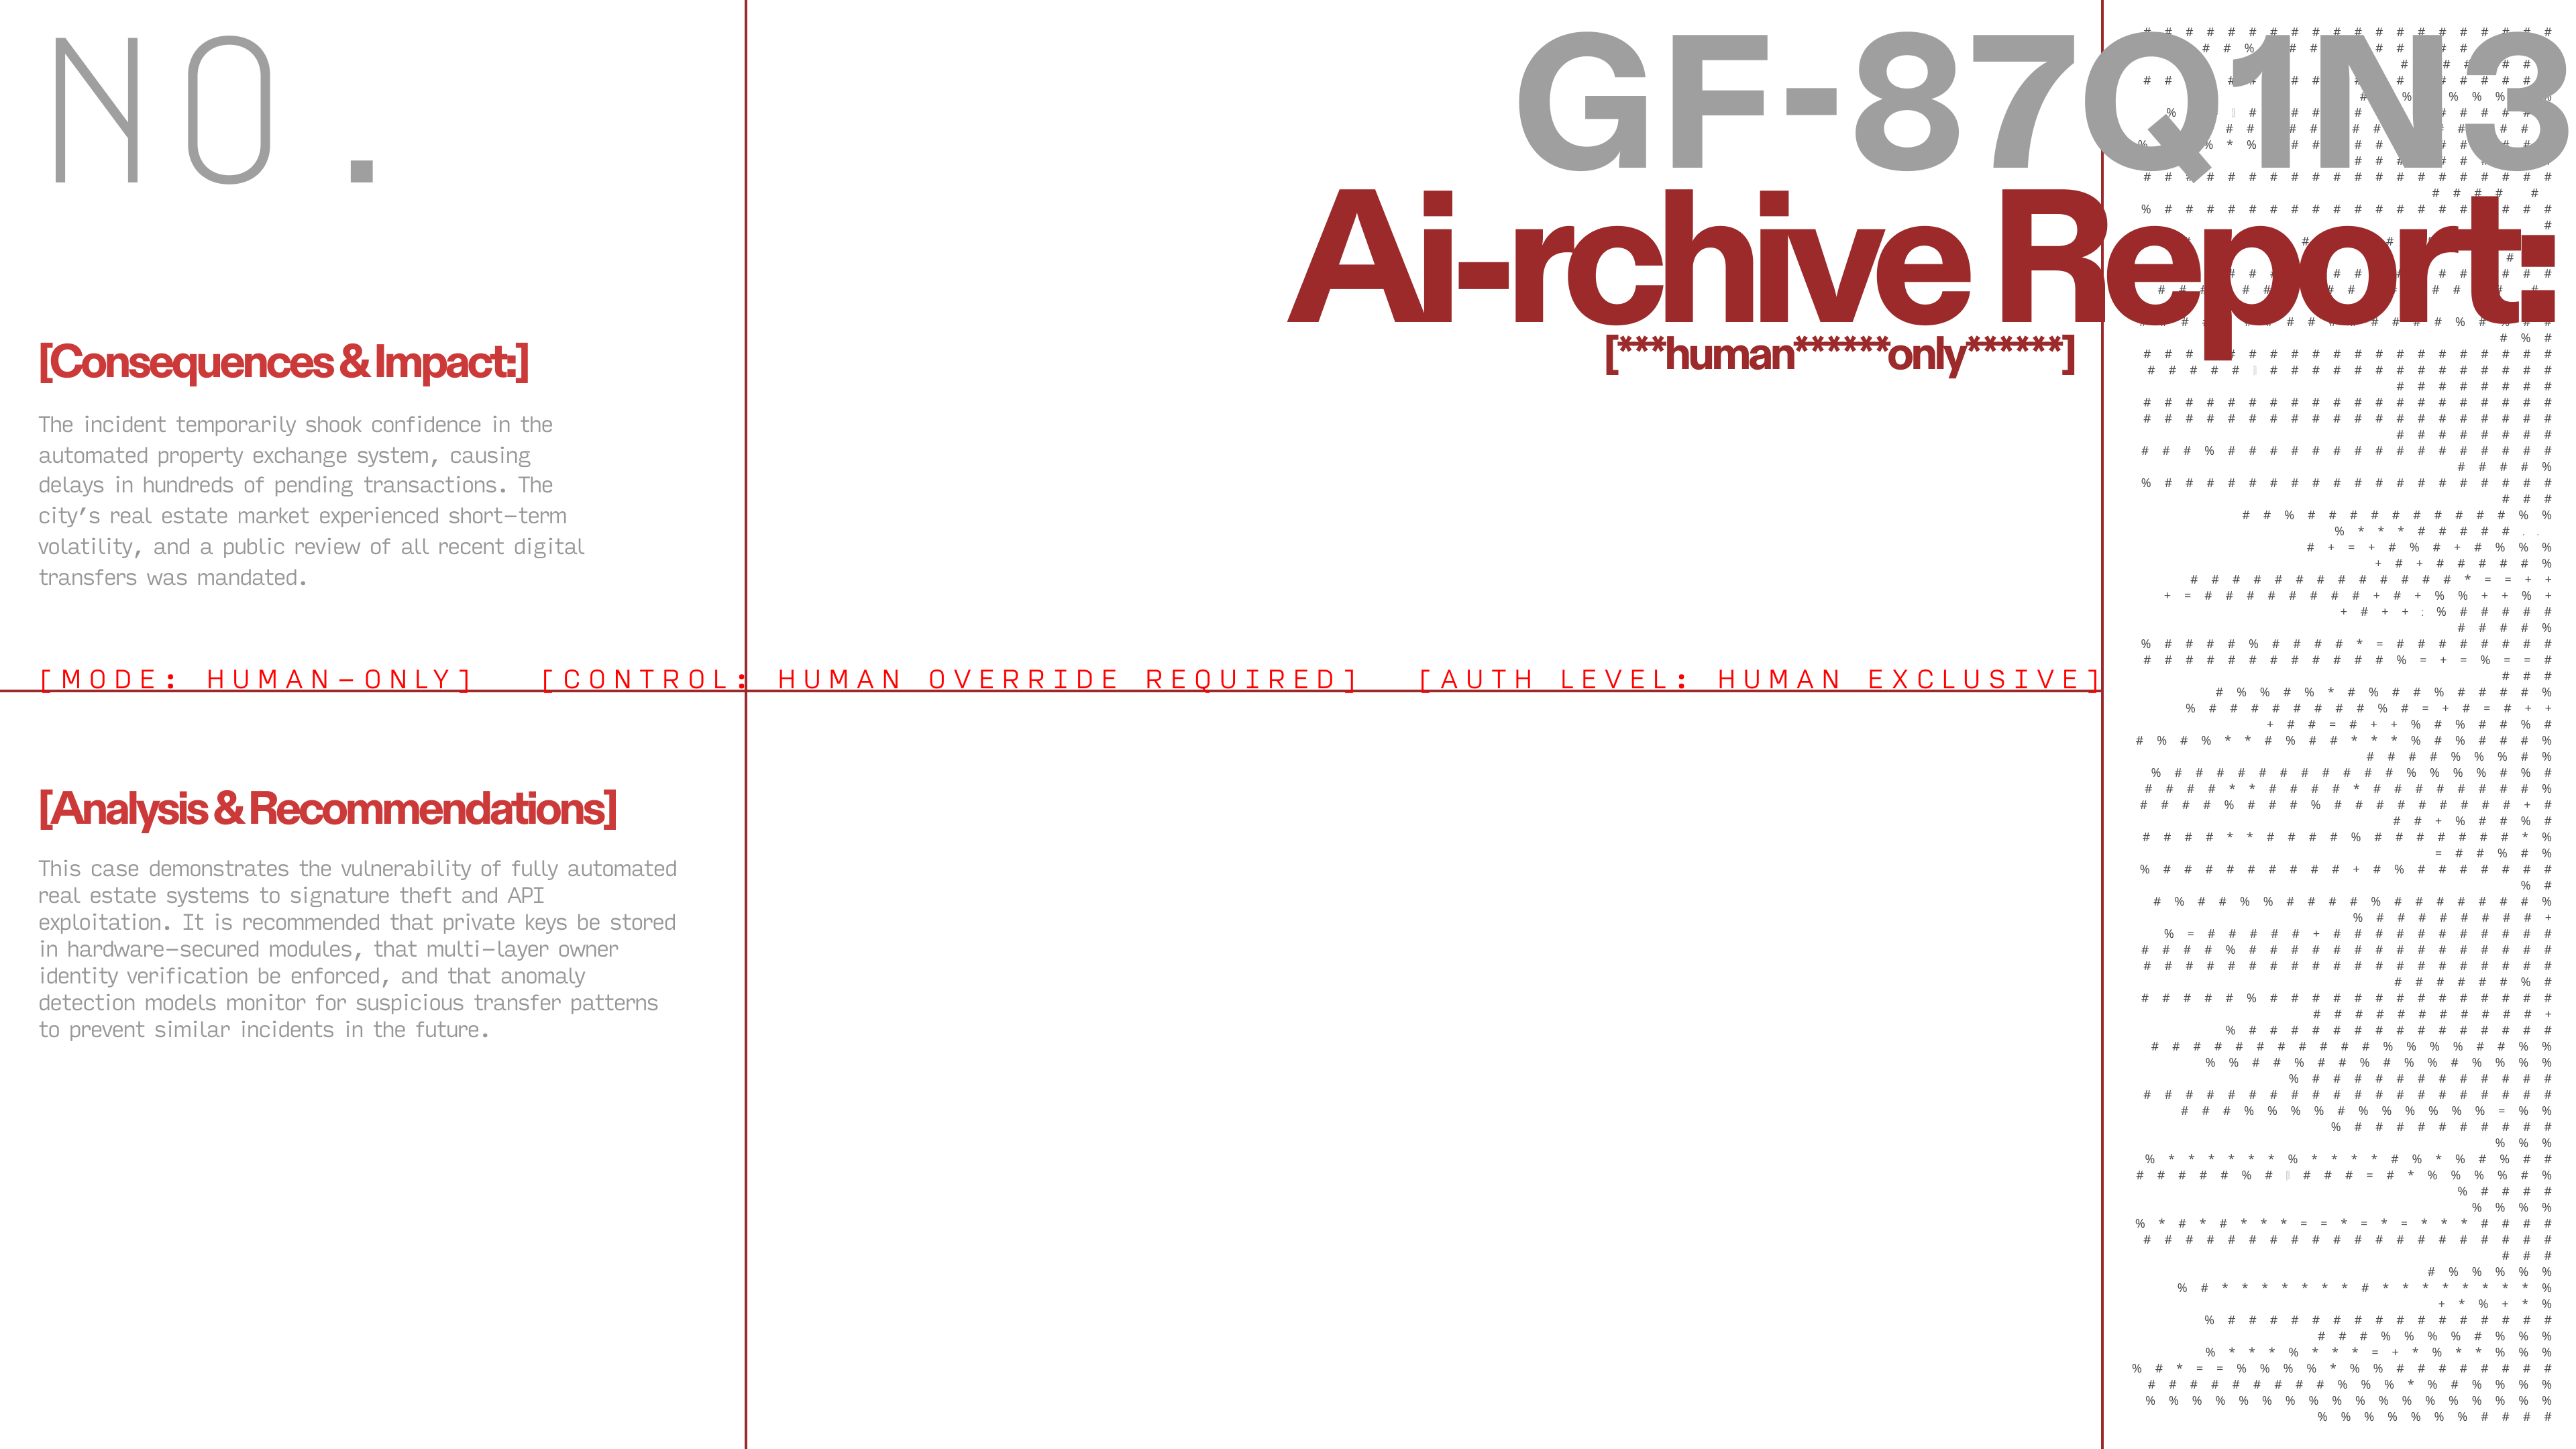 NO.
GF-87Q1N3
Ai-rchive Report:
[***human******only******]
[Consequences & Impact:]
The incident temporarily shook confidence in the
automated property exchange system, causing
delays in hundreds of pending transactions. The
city’s real estate market experienced short-term
volatility, and a public review of all recent digital
transfers was mandated.
[MODE: HUMAN-ONLY] [CONTROL: HUMAN OVERRIDE REQUIRED] [AUTH LEVEL: HUMAN EXCLUSIVE]
[Analysis & Recommendations]
This case demonstrates the vulnerability of fully automated
real estate systems to signature theft and API
exploitation. It is recommended that private keys be stored
in hardware-secured modules, that multi-layer owner
identity verification be enforced, and that anomaly
detection models monitor for suspicious transfer patterns
to prevent similar incidents in the future.